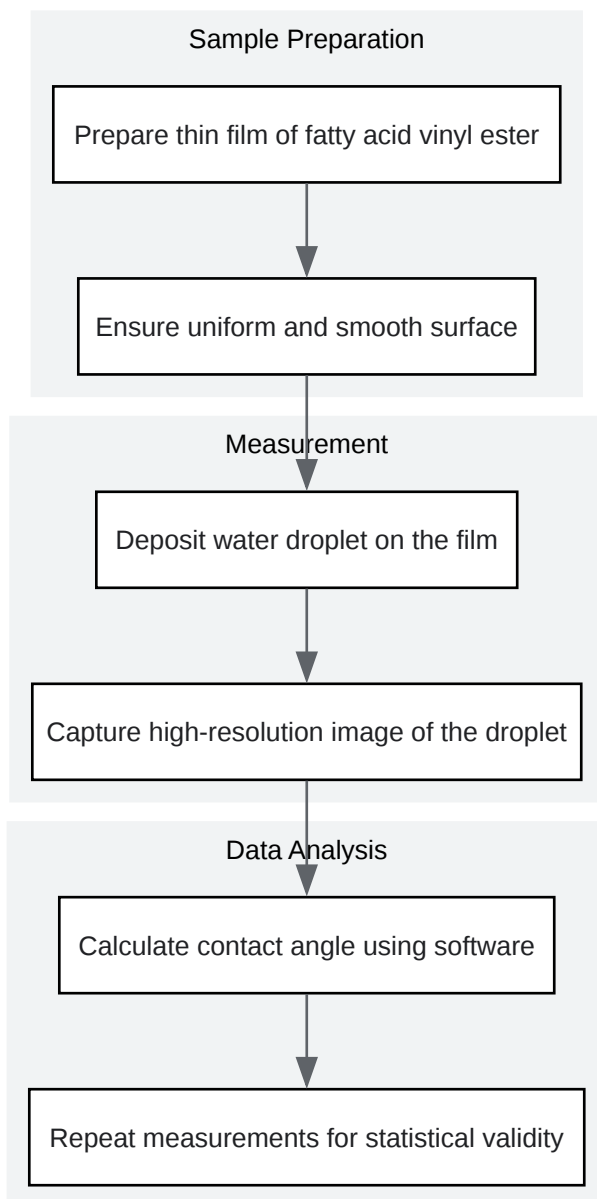 Sample Preparation
Prepare thin film of fatty acid vinyl ester
Ensure uniform and smooth surface
Measurement
Deposit water droplet on the film
Capture high-resolution image of the droplet
Data Analysis
Calculate contact angle using software
Repeat measurements for statistical validity